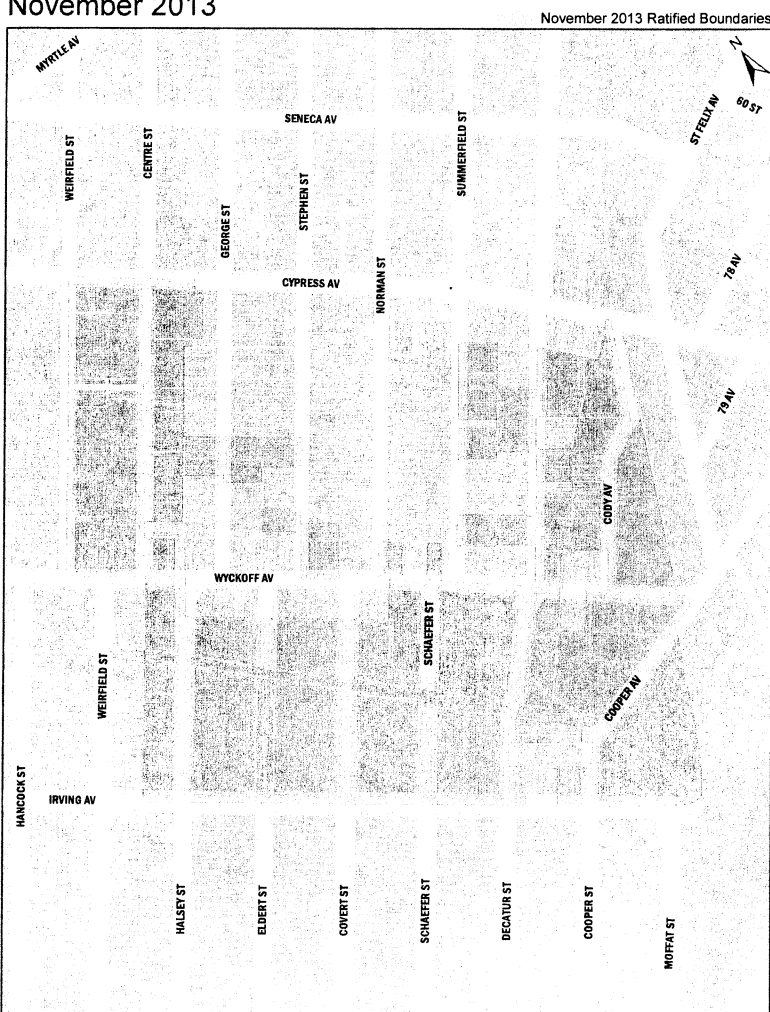 November 2013
November 2013 Ratified Boundaries
MYRTLE AV
N
60 ST
ST FELIX AV
SENECA AV
WEIRFIELD ST
CENTRE ST
SUMMERFIELD ST
STEPHEN ST
GEORGE ST
NORMAN ST
78 AV
CYPRESS AV
79 AV
CODY AV
WYCKOFF AV
SCHAEFER ST
WEIRFIELD ST
COOPER AV
HANCOCK ST
IRVING AV
HALSEY ST
ELDERT ST
COVERT ST
SCHAEFER ST
DECATUR ST
COOPER ST
MOFFAT ST